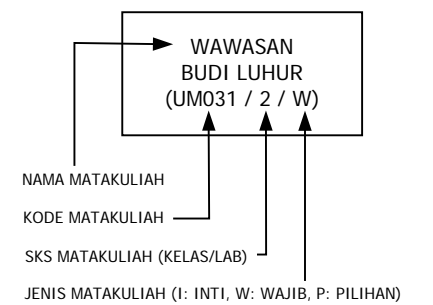 WAWASAN
BUDI LUHUR
(UM031 / 2 / W)
NAMA MATAKULIAH
KODE MATAKULIAH
SKS MATAKULIAH (KELAS/LAB)
JENIS MATAKULIAH (I: INTI, W: WAJIB, P: PILIHAN)